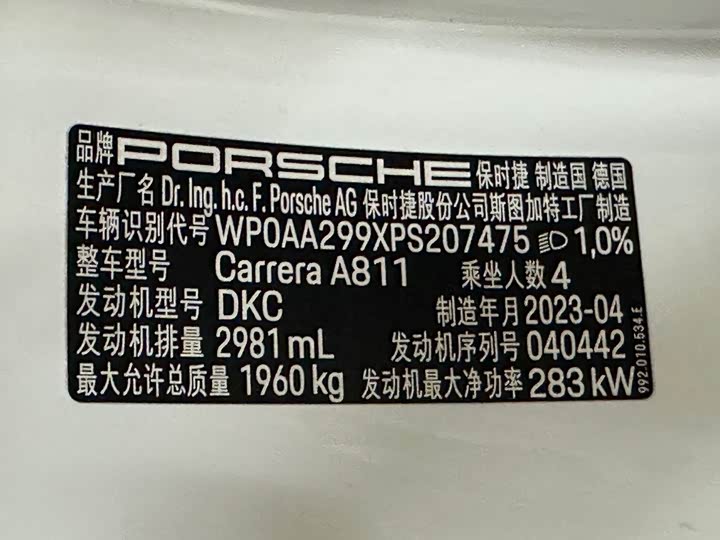 品牌 PORSCHE 保时捷 制造国 德国
生产厂名 Dr. Ing. h.c. F. Porsche AG 保时捷股份公司斯图加特工厂制造
车辆识别代号 WP0AA299XPS207475 1,0%
整车型号 Carrera A811 乘坐人数 4
发动机型号 DKC 制造年月 2023-04
发动机排量 2981 mL 发动机序列号 040442
最大允许总质量 1960 kg 发动机最大净功率 283 kW
992.010.534.E